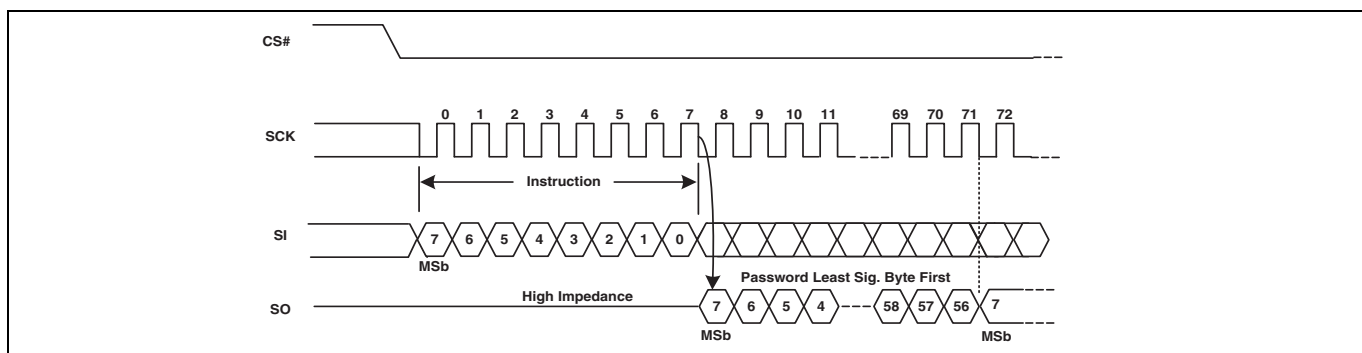 CS#
0 1 2 3 4 5 6 7 8 9 10 11 69 70 71 72
SCK
Instruction
SI
7 6 5 4 3 2 1 0
MSb
Password Least Sig. Byte First
High Impedance
SO
7 6 5 4 58 57 56 7
MSb MSb